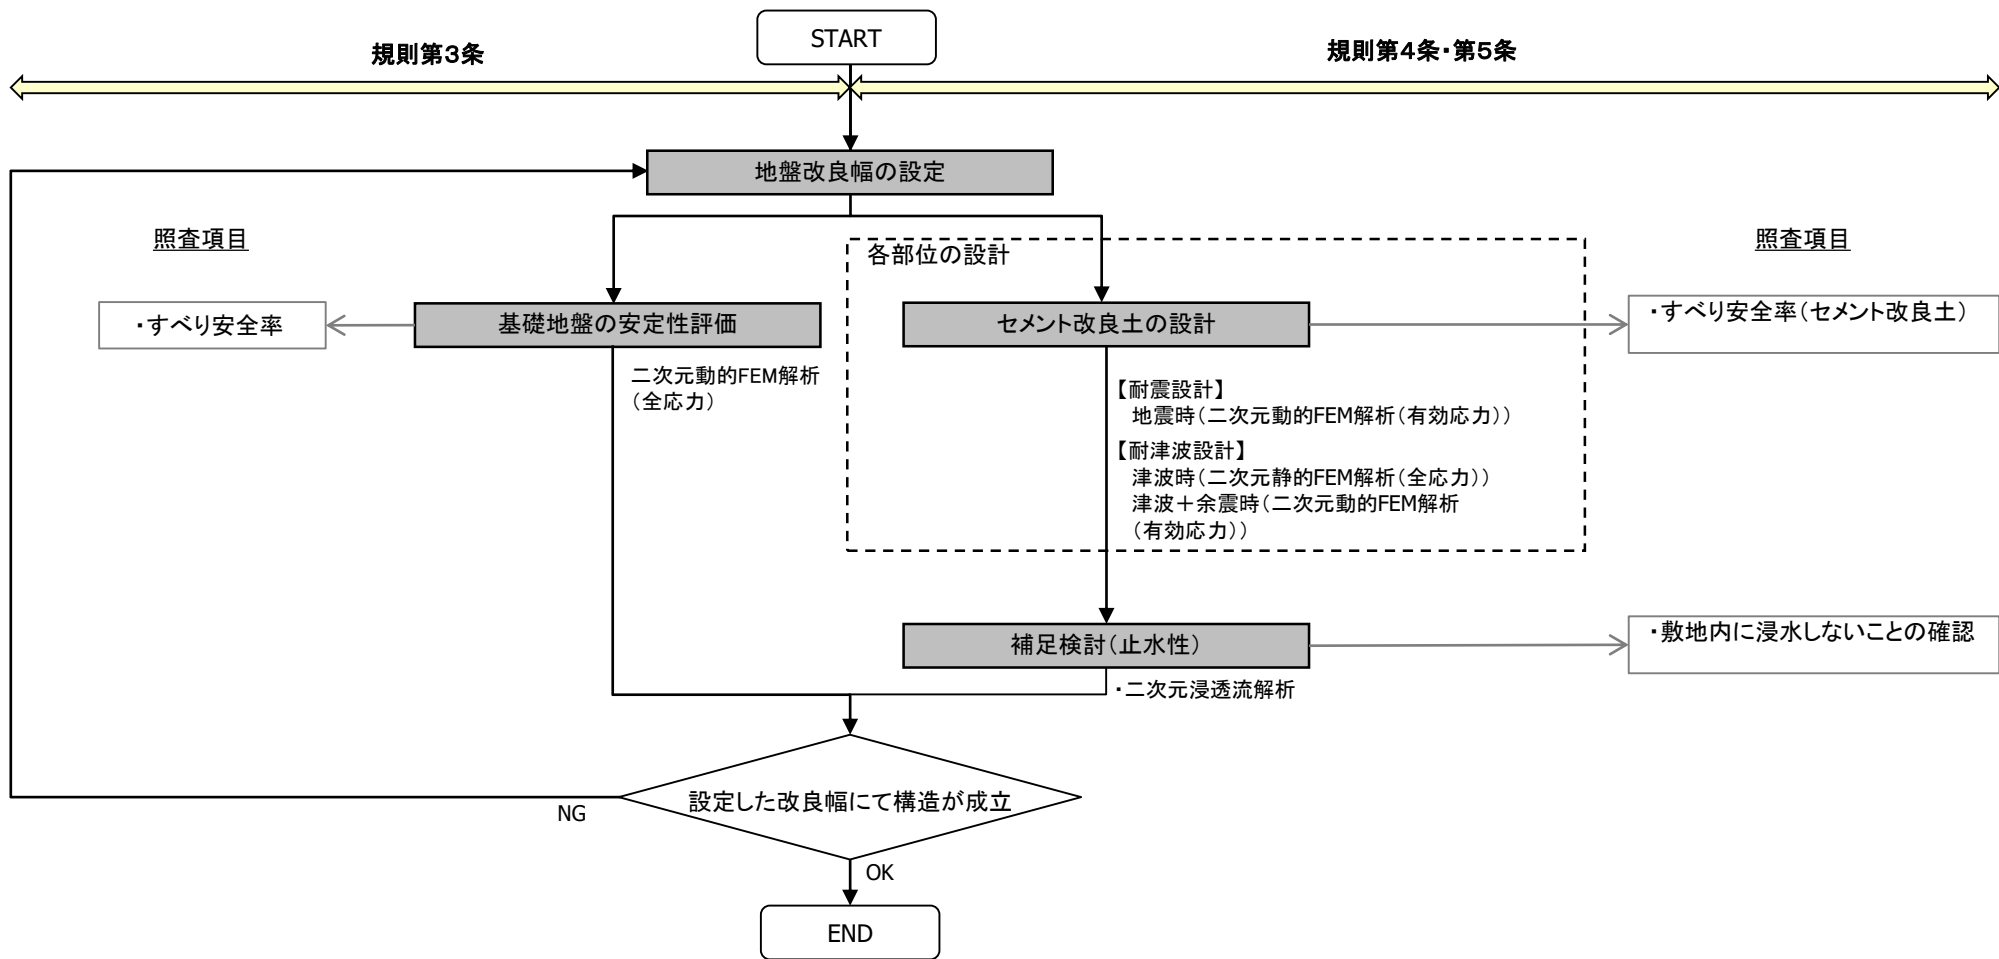 START
規則第3条
規則第4条・第5条
地盤改良幅の設定
照査項目
各部位の設計
照査項目
・すべり安全率
基礎地盤の安定性評価
セメント改良土の設計
・すべり安全率(セメント改良土)
二次元動的FEM解析
(全応力)
【耐震設計】
地震時(二次元動的FEM解析(有効応力))
【耐津波設計】
津波時(二次元静的FEM解析(全応力))
津波+余震時(二次元動的FEM解析
(有効応力))
補足検討(止水性)
・敷地内に浸水しないことの確認
・二次元浸透流解析
設定した改良幅にて構造が成立
NG
OK
END